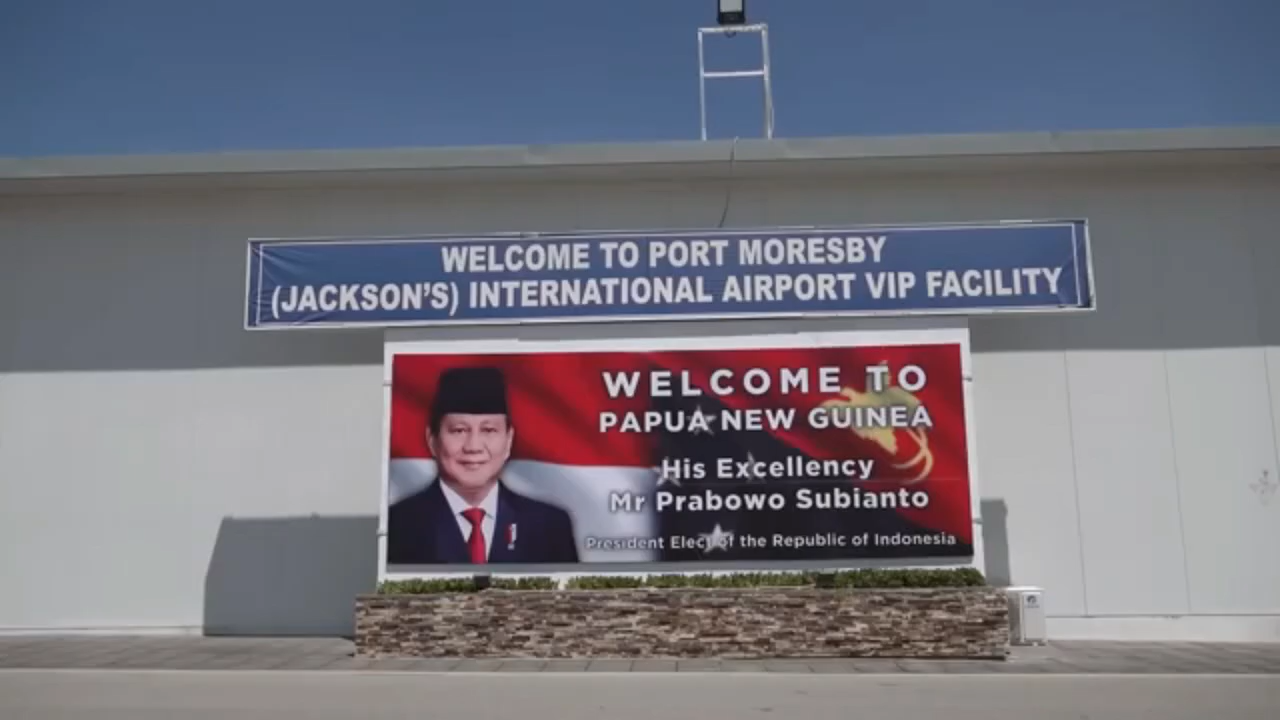 WELCOME TO PORT MORESBY
(JACKSON'S) INTERNATIONAL AIRPORT VIP FACILITY
WELCOME TO
PAPUA NEW GUINEA
His Excellency
Mr Prabowo Subianto
President Elect of the Republic of Indonesia